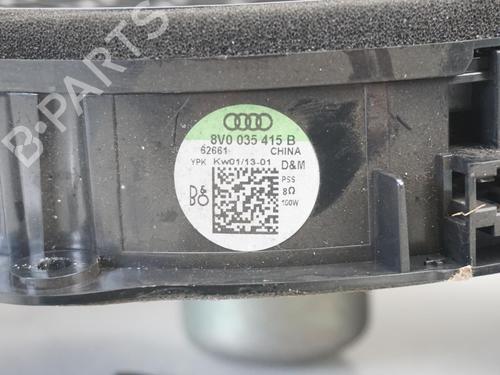 8V0 035 415 B
62661 CHINA
YPK Kw01/13-01 D&M
B&O PSS
8Ω
100W
B-PARTS